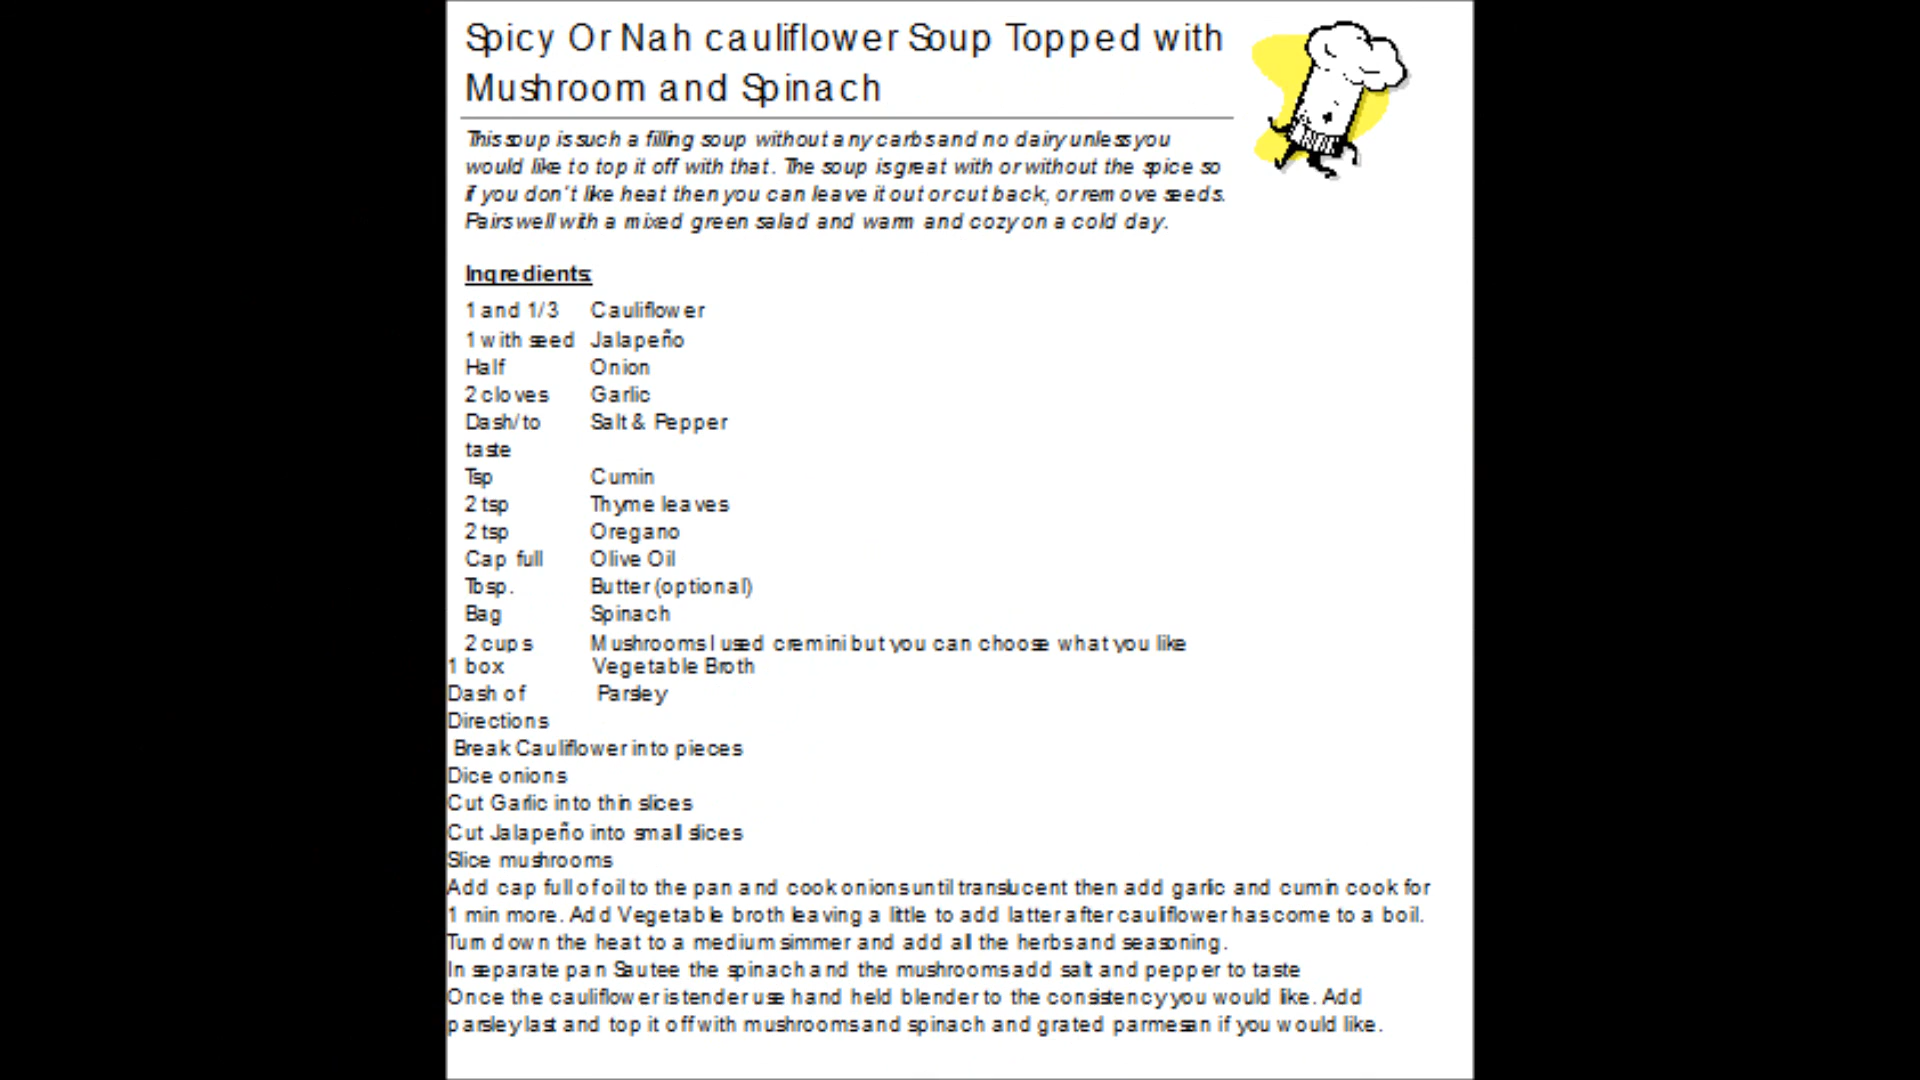 Spicy Or Nah cauliflower Soup Topped with
Mushroom and Spinach
This soup is such a filling soup without any carbs and no dairy unless you
would like to top it off with that. The soup is great with or without the spice so
if you don't like heat then you can leave it out or cut back, or remove seeds.
Pairs well with a mixed green salad and warm and cozy on a cold day.
Ingredients:
1 and 1/3 Cauliflower
1 with seed Jalapeño
Half Onion
2 cloves Garlic
Dash/to Salt & Pepper
taste
Tsp Cumin
2 tsp Thyme leaves
2 tsp Oregano
Cap full Olive Oil
Tbsp. Butter (optional)
Bag Spinach
2 cups Mushrooms I used cremini but you can choose what you like
1 box Vegetable Broth
Dash of Parsley
Directions
Break Cauliflower into pieces
Dice onions
Cut Garlic into thin slices
Cut Jalapeño into small slices
Slice mushrooms
Add cap full of oil to the pan and cook onions until translucent then add garlic and cumin cook for
1 min more. Add Vegetable broth leaving a little to add latter after cauliflower has come to a boil.
Turn down the heat to a medium simmer and add all the herbs and seasoning.
In separate pan Sautee the spinach and the mushrooms add salt and pepper to taste
Once the cauliflower is tender use hand held blender to the consistency you would like. Add
parsley last and top it off with mushrooms and spinach and grated parmesan if you would like.